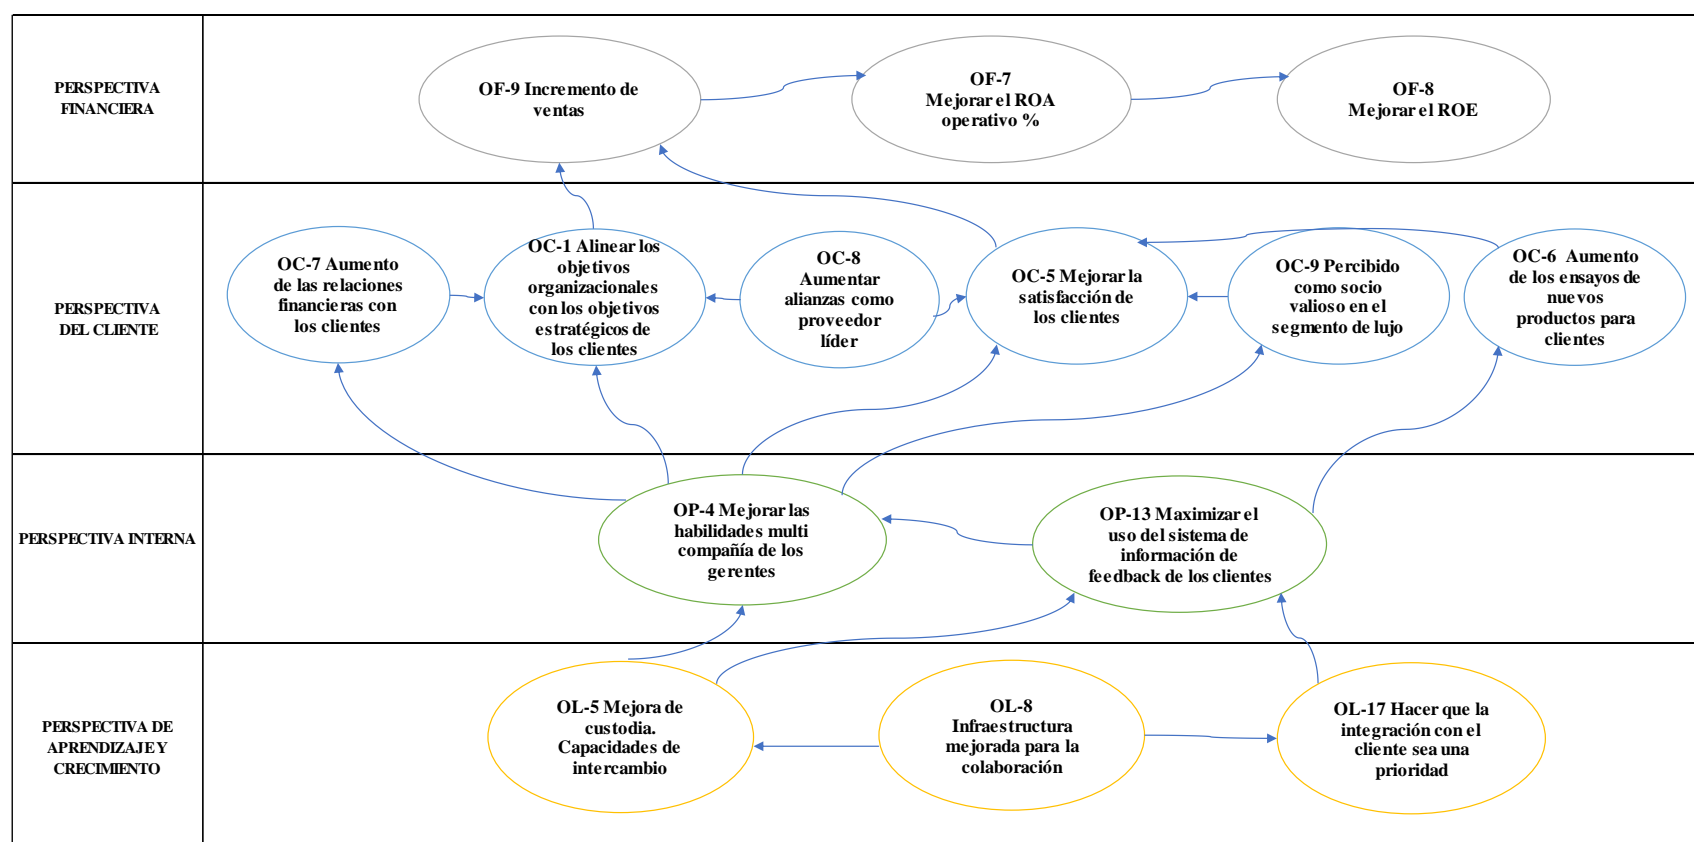 PERSPECTIVA
FINANCIERA
OF-9 Incremento de
ventas
OF-7
Mejorar el ROA
operativo %
OF-8
Mejorar el ROE
PERSPECTIVA
DEL CLIENTE
OC-7 Aumento
de las relaciones
financieras con
los clientes
OC-1 Alinear los
objetivos
organizacionales
con los objetivos
estratégicos de
los clientes
OC-8
Aumentar
alianzas como
proveedor
líder
OC-5 Mejorar la
satisfacción de
los clientes
OC-9 Percibido
como socio
valioso en el
segmento de lujo
OC-6 Aumento
de los ensayos de
nuevos
productos para
clientes
PERSPECTIVA INTERNA
OP-4 Mejorar las
habilidades multi
compañía de los
gerentes
OP-13 Maximizar el
uso del sistema de
información de
feedback de los clientes
PERSPECTIVA DE
APRENDIZAJE Y
CRECIMIENTO
OL-5 Mejora de
custodia.
Capacidades de
intercambio
OL-8
Infraestructura
mejorada para la
colaboración
OL-17 Hacer que la
integración con el
cliente sea una
prioridad